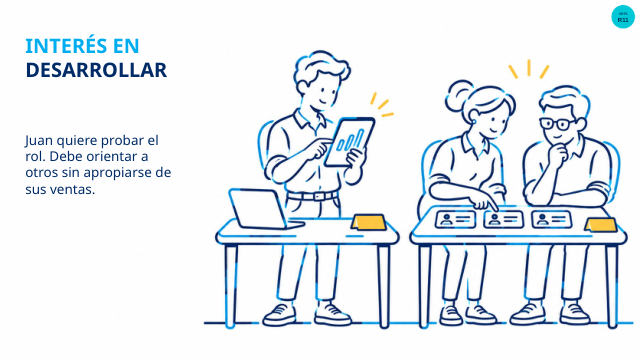 INTERÉS EN
DESARROLLAR
Juan quiere probar el
rol. Debe orientar a
otros sin apropiarse de
sus ventas.
R11